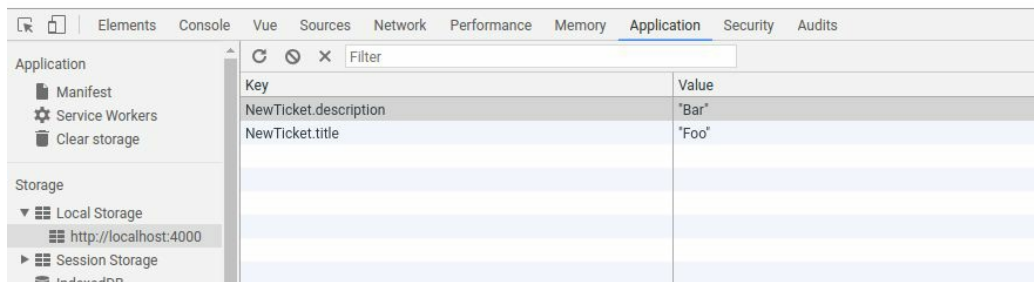 Elements Console Vue Sources Network Performance Memory Application Security Audits
Application
Manifest
Service Workers
Clear storage
Storage
Local Storage
http://localhost:4000
Session Storage
IndexedDB
Filter
Key Value
NewTicket.description "Bar"
NewTicket.title "Foo"